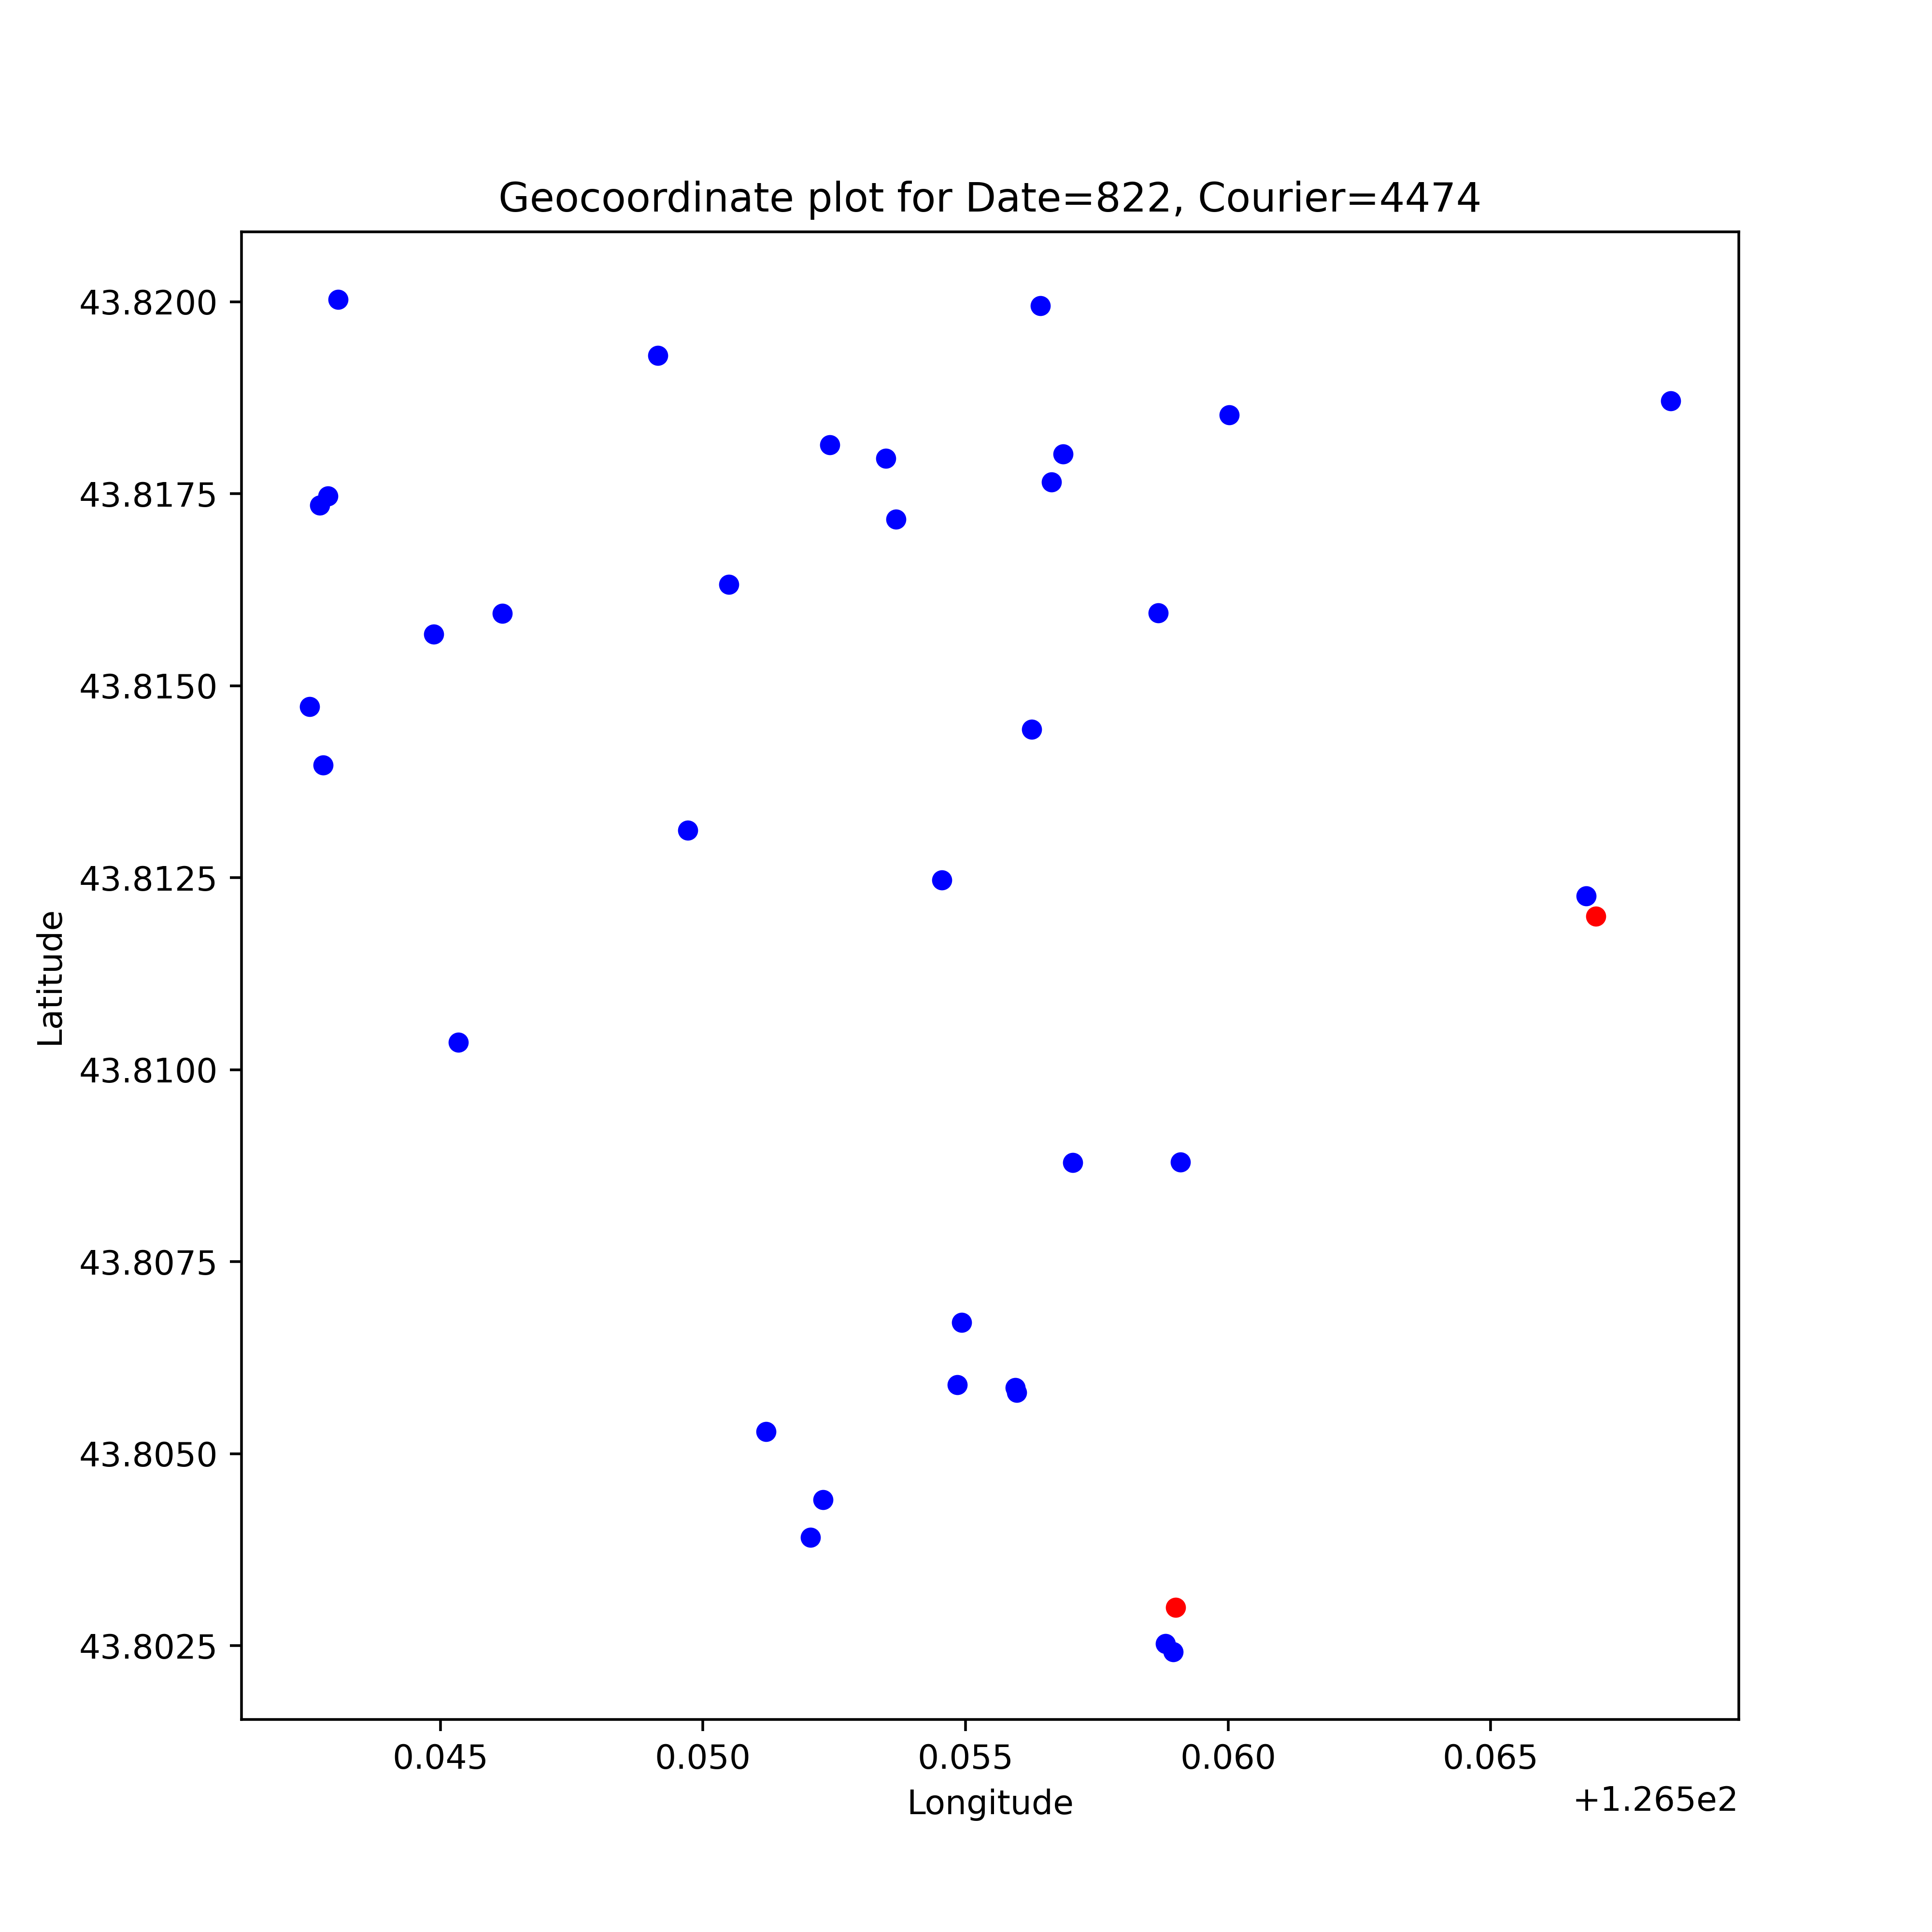 Geocoordinate plot for Date=822, Courier=4474
43.8200
43.8175
43.8150
43.8125
43.8100
43.8075
43.8050
43.8025
Latitude
0.045 0.050 0.055 0.060 0.065
Longitude
+1.265e2